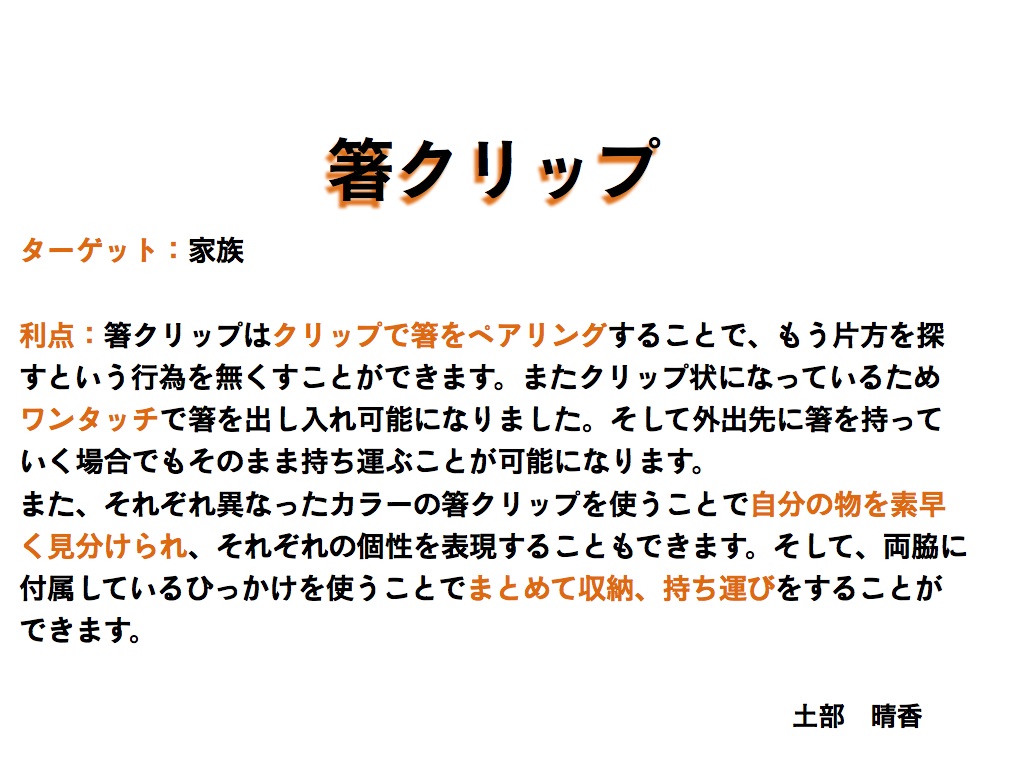 箸クリップ
ターゲット：家族
利点：箸クリップはクリップで箸をペアリングすることで、もう片方を探
すという行為を無くすことができます。またクリップ状になっているため
ワンタッチで箸を出し入れ可能になりました。そして外出先に箸を持って
いく場合でもそのまま持ち運ぶことが可能になります。
また、それぞれ異なったカラーの箸クリップを使うことで自分の物を素早
く見分けられ、それぞれの個性を表現することもできます。そして、両脇に
付属しているひっかけを使うことでまとめて収納、持ち運びをすることが
できます。
土部　晴香